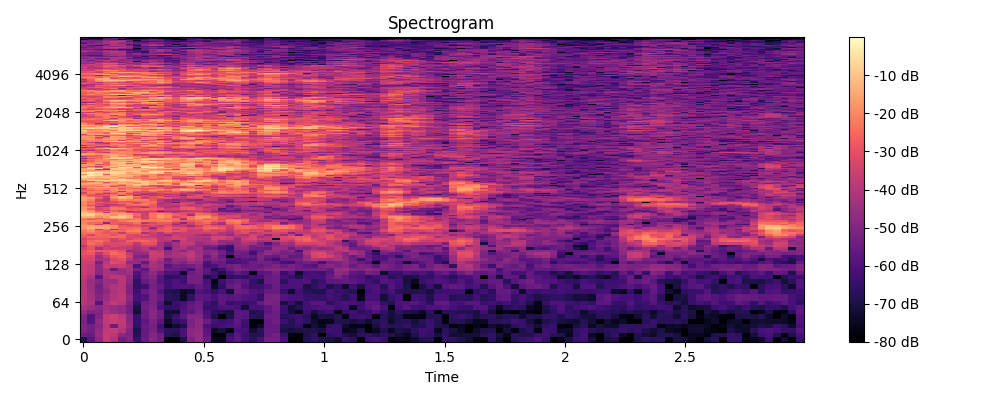 Spectrogram
Hz
4096
2048
1024
512
256
128
64
0
0
0.5
1
1.5
2
2.5
Time
-10 dB
-20 dB
-30 dB
-40 dB
-50 dB
-60 dB
-70 dB
-80 dB